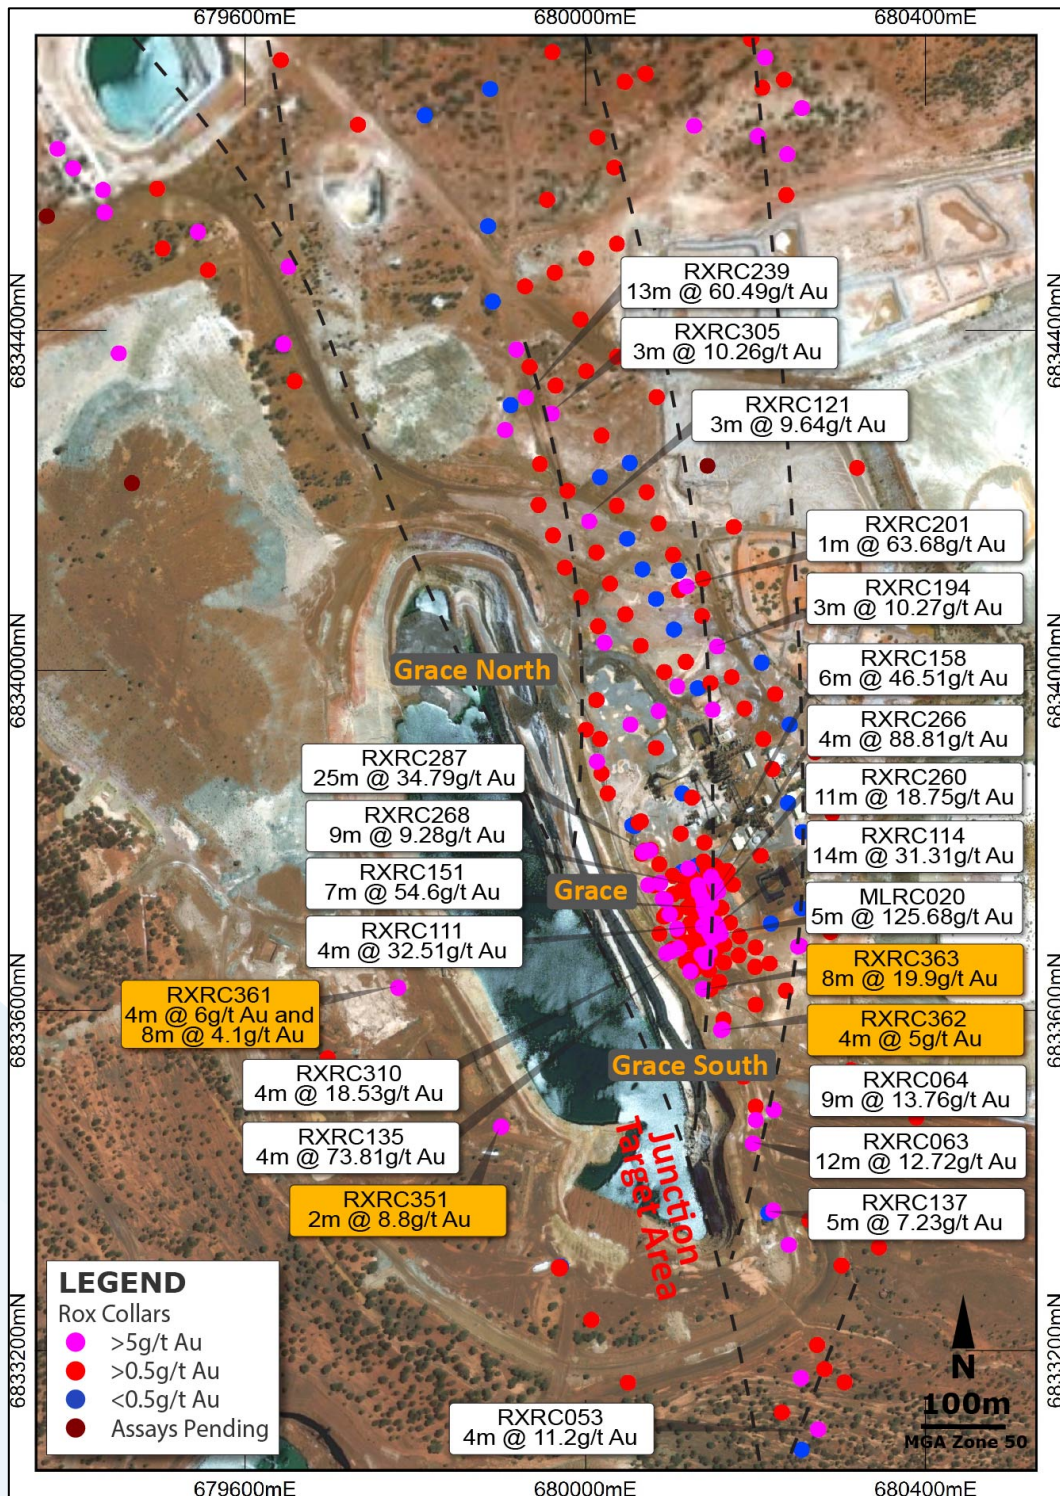 679600mE
680000mE
680400mE
6834400mN
6834400mN
RXRC239
13m @ 60.49g/t Au
RXRC305
3m @ 10.26g/t Au
RXRC121
3m @ 9.64g/t Au
RXRC201
1m @ 63.68g/t Au
RXRC194
3m @ 10.27g/t Au
6834000mN
6834000mN
Grace North
RXRC158
6m @ 46.51g/t Au
RXRC266
4m @ 88.81g/t Au
RXRC287
25m @ 34.79g/t Au
RXRC260
11m @ 18.75g/t Au
RXRC268
9m @ 9.28g/t Au
RXRC114
14m @ 31.31g/t Au
RXRC151
7m @ 54.6g/t Au
Grace
MLRC020
5m @ 125.68g/t Au
RXRC111
4m @ 32.51g/t Au
RXRC363
8m @ 19.9g/t Au
RXRC361
4m @ 6g/t Au and
8m @ 4.1g/t Au
6833600mN
6833600mN
RXRC362
4m @ 5g/t Au
Grace South
RXRC310
4m @ 18.53g/t Au
RXRC064
9m @ 13.76g/t Au
RXRC135
4m @ 73.81g/t Au
RXRC063
12m @ 12.72g/t Au
Junction
Target Area
RXRC351
2m @ 8.8g/t Au
RXRC137
5m @ 7.23g/t Au
LEGEND
Rox Collars
>5g/t Au
>0.5g/t Au
<0.5g/t Au
Assays Pending
6833200mN
6833200mN
N
100m
MGA Zone 50
RXRC053
4m @ 11.2g/t Au
679600mE
680000mE
680400mE